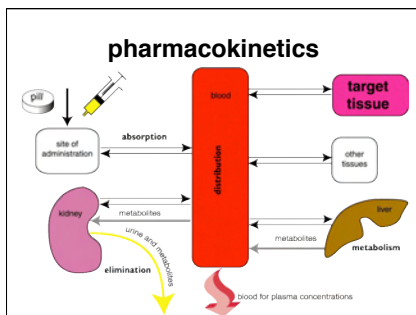 pharmacokinetics
pill
blood
target
tissue
absorption
site of
administration
other
tissues
distribution
kidney
metabolites
liver
urine and metabolites
metabolites
metabolism
elimination
blood for plasma concentrations